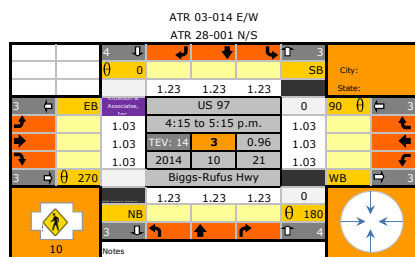 ATR 03-014 E/W
ATR 28-001 N/S
4 3
θ 0 SB City:
1.23 1.23 1.23 State:
3 EB Associates, US 97 0 90 θ 3
1.03 4:15 to 5:15 p.m. 1.03
1.03 TEV: 14 3 0.96 1.03
1.03 2014 10 21 1.03
3 θ 270 Biggs-Rufus Hwy WB 3
1.23 1.23 1.23 0
NB θ 180
3 4
10 Notes